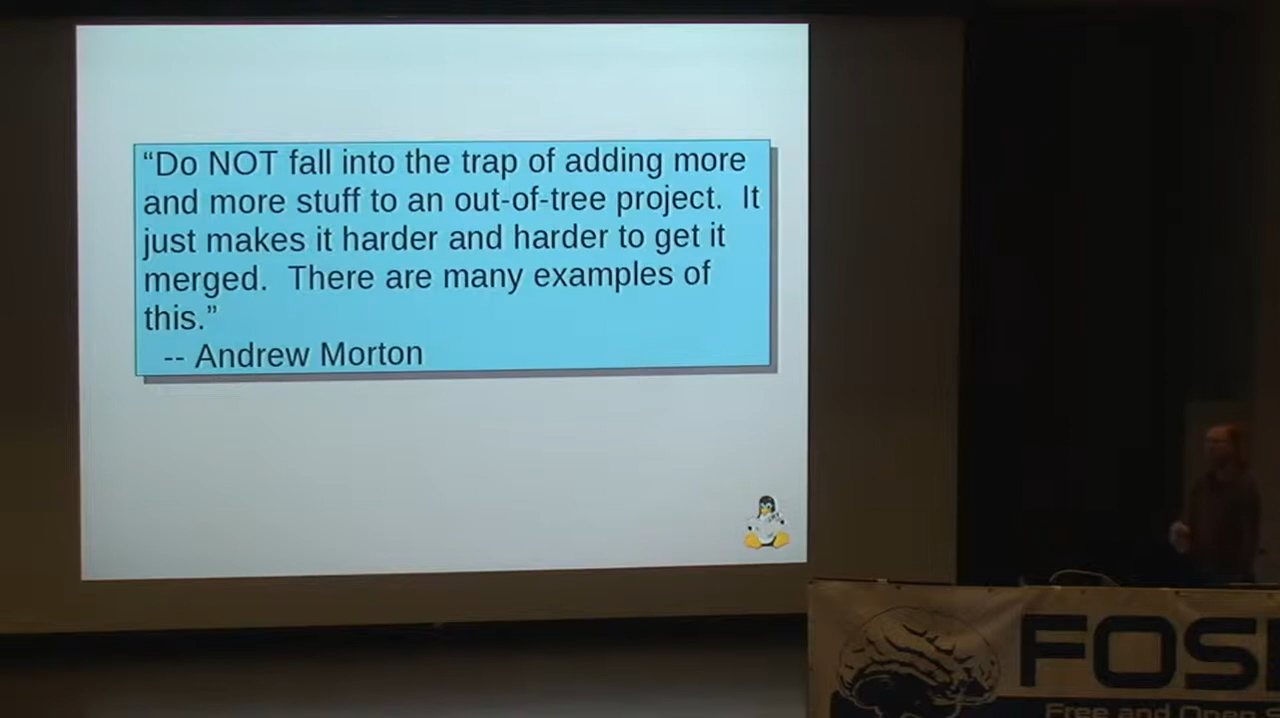 “Do NOT fall into the trap of adding more
and more stuff to an out-of-tree project.  It
just makes it harder and harder to get it
merged.  There are many examples of
this.”
-- Andrew Morton
FOS
Free and Open S